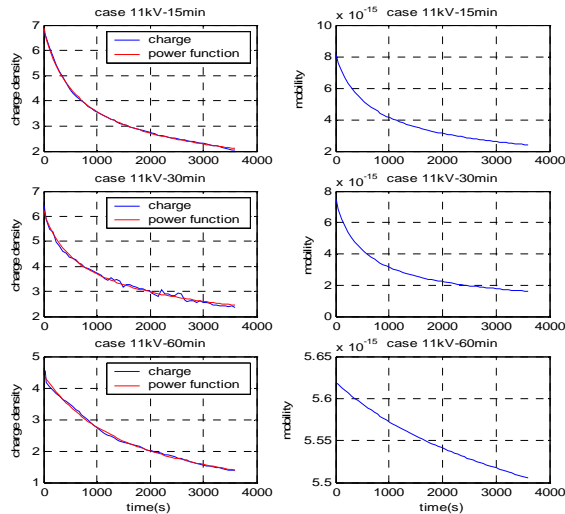 case 11kV-15min
7
6
5
4
3
2
charge density
charge
power function
0 1000 2000 3000 4000
case 11kV-15min
x 10-15
10
8
6
4
2
mobility
0 1000 2000 3000 4000
case 11kV-30min
7
6
5
4
3
2
charge density
charge
power function
0 1000 2000 3000 4000
case 11kV-30min
x 10-15
8
6
4
2
0
mobility
0 1000 2000 3000 4000
case 11kV-60min
5
4
3
2
1
charge density
charge
power function
0 1000 2000 3000 4000
time(s)
case 11kV-60min
x 10-15
5.65
5.6
5.55
5.5
mobility
0 1000 2000 3000 4000
time(s)